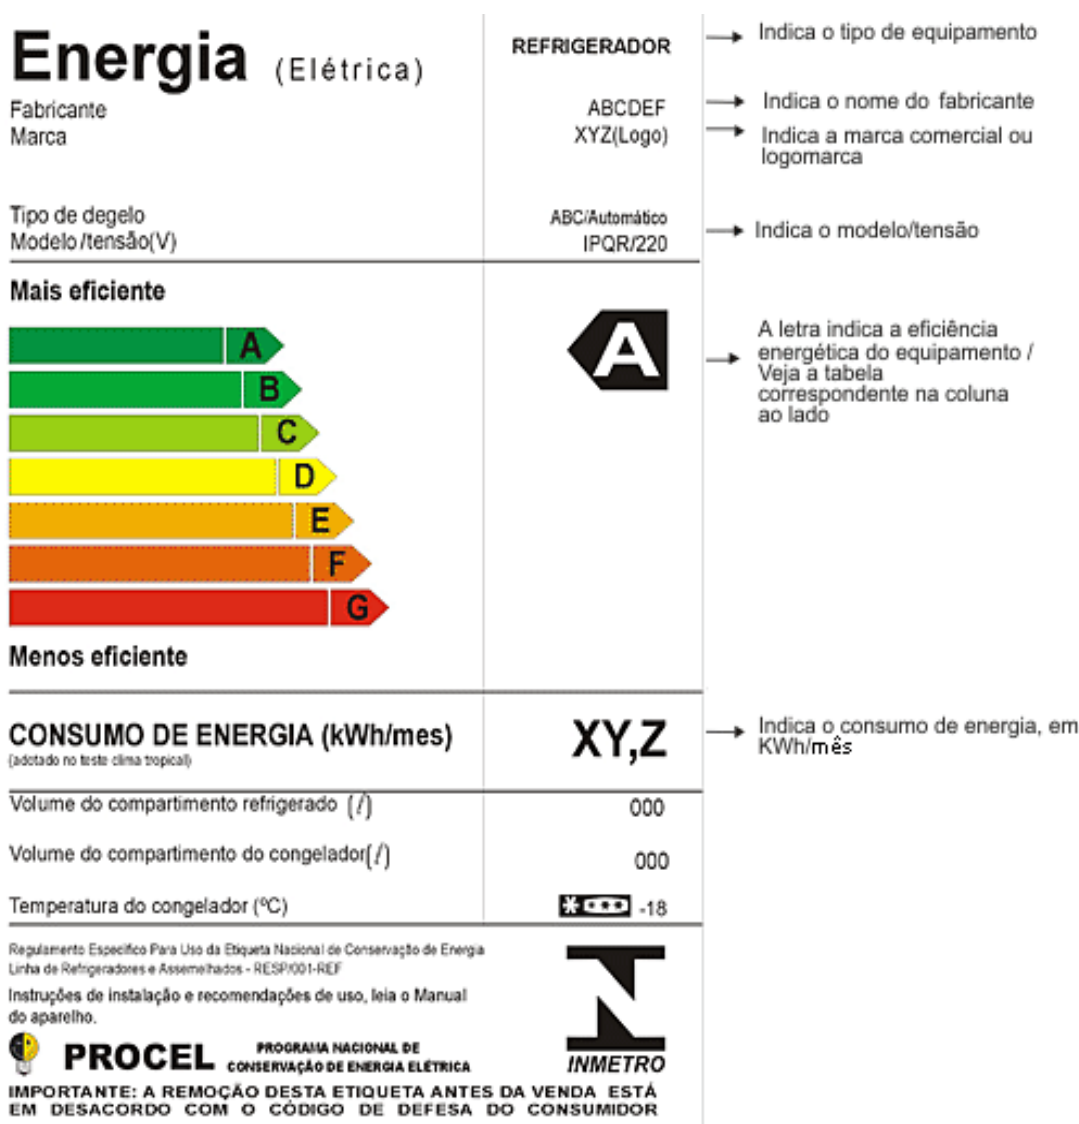 Energia (Elétrica)
REFRIGERADOR
Indica o tipo de equipamento
Fabricante
ABCDEF
Indica o nome do fabricante
Marca
XYZ(Logo)
Indica a marca comercial ou
logomarca
Tipo de degelo
ABC/Automático
Modelo/tensão(V)
IPQR/220
Indica o modelo/tensão
Mais eficiente
A
B
C
D
E
F
G
Menos eficiente
A
A letra indica a eficiência
energética do equipamento /
Veja a tabela
correspondente na coluna
ao lado
CONSUMO DE ENERGIA (kWh/mes)
(adotado no teste clima tropical)
XY,Z
Indica o consumo de energia, em
KWh/mês
Volume do compartimento refrigerado (l)
000
Volume do compartimento do congelador(l)
000
Temperatura do congelador (ºC)
-18
Regulamento Específico Para Uso da Etiqueta Nacional de Conservação de Energia
Linha de Refrigeradores e Assemelhados - RESP/001-REF
Instruções de instalação e recomendações de uso, leia o Manual
do aparelho.
PROCEL
PROGRAMA NACIONAL DE
CONSERVAÇÃO DE ENERGIA ELÉTRICA
INMETRO
IMPORTANTE: A REMOÇÃO DESTA ETIQUETA ANTES DA VENDA ESTÁ
EM DESACORDO COM O CÓDIGO DE DEFESA DO CONSUMIDOR